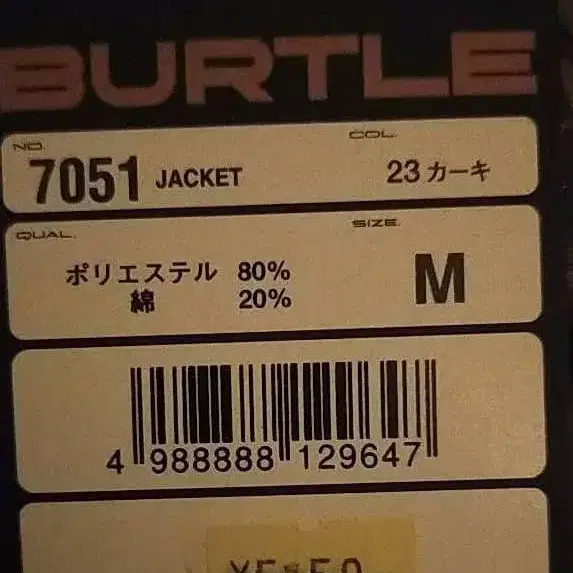 BURTLE
NO. COL.
7051 JACKET 23 カーキ
QUAL. SIZE.
ポリエステル 80% M
綿 20%
4 988888 129647